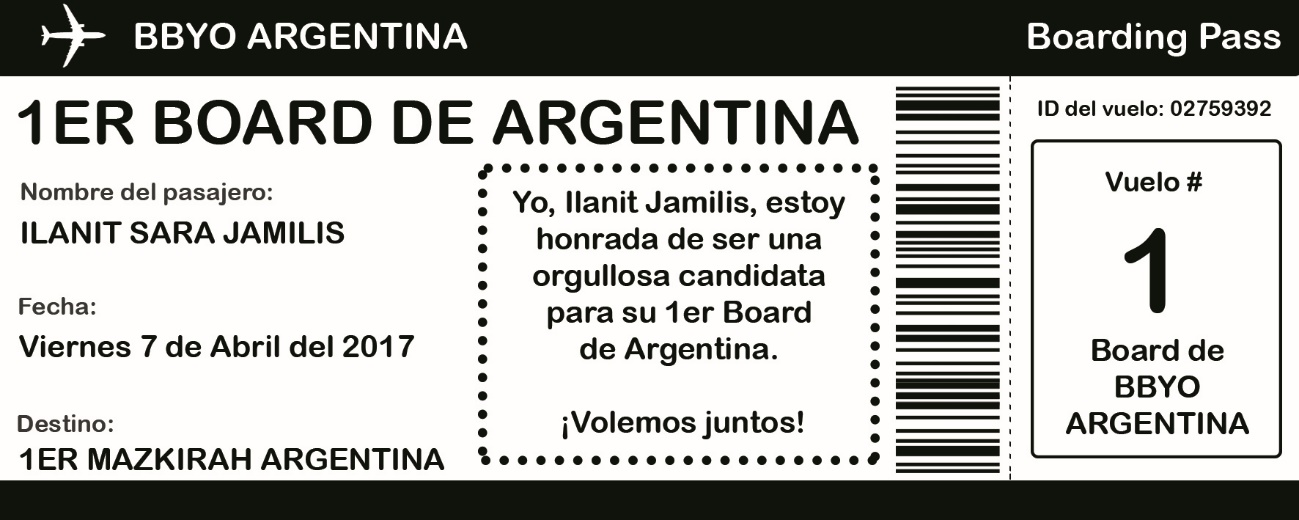 BBYO ARGENTINA
Boarding Pass
1ER BOARD DE ARGENTINA
Nombre del pasajero:
ILANIT SARA JAMILIS
Fecha:
Viernes 7 de Abril del 2017
Destino:
1ER MAZKIRAH ARGENTINA
Yo, Ilanit Jamilis, estoy
honrada de ser una
orgullosa candidata
para su 1er Board
de Argentina.
¡Volemos juntos!
ID del vuelo: 02759392
Vuelo #
1
Board de
BBYO
ARGENTINA